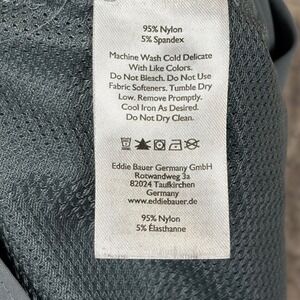 95% Nylon
5% Spandex
Machine Wash Cold Delicate
With Like Colors.
Do Not Bleach. Do Not Use
Fabric Softeners. Tumble Dry
Low. Remove Promptly.
Cool Iron As Desired.
Do Not Dry Clean.
Eddie Bauer Germany GmbH
Rotwandweg 3a
82024 Taufkirchen
Germany
www.eddiebauer.de
95% Nylon
5% Élasthanne